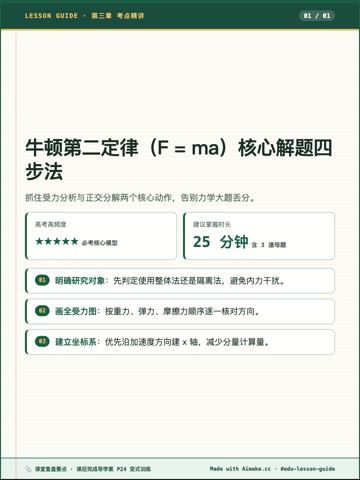 LESSON GUIDE · 第三章 考点精讲
01 / 01
牛顿第二定律（F = ma）核心解题四
步法
抓住受力分析与正交分解两个核心动作，告别力学大题丢分。
高考高频度
★★★★★ 必考核心模型
建议掌握时长
25 分钟 含 3 道母题
01 明确研究对象：先判定使用整体法还是隔离法，避免内力干扰。
02 画全受力图：按重力、弹力、摩擦力顺序逐一核对方向。
03 建立坐标系：优先沿加速度方向建 x 轴，减少分量计算量。
📎 课堂复盘要点 · 课后完成导学案 P24 变式训练
Made with Aimake.cc · #edu-lesson-guide